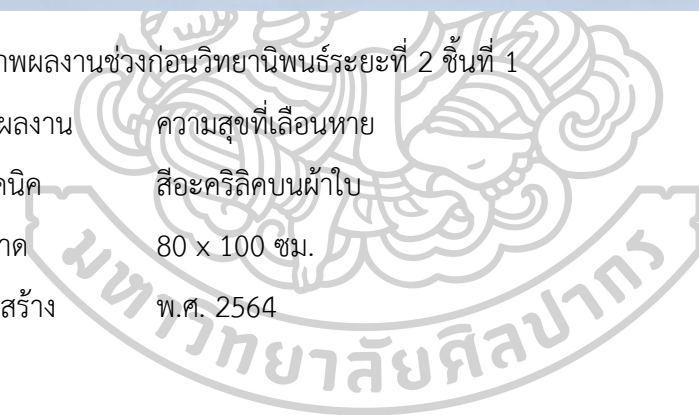 าพผลงานช่วงก่อนวิทยานิพนธ์ระยะที่ 2 ชิ้นที่ 1
ผลงาน ความสุขที่เลือนหาย
คนิค สีอะคริลิคบนผ้าใบ
าด 80 x 100 ซม.
สร้าง พ.ศ. 2564
มหาวิทยาลัยศิลปากร